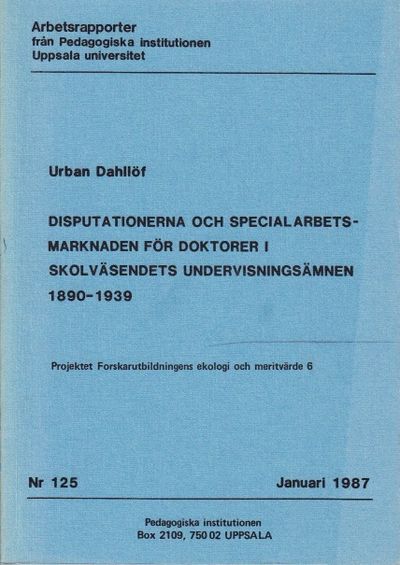 Arbetsrapporter
från Pedagogiska institutionen
Uppsala universitet
Urban Dahllöf
DISPUTATIONERNA OCH SPECIALARBETS-
MARKNADEN FÖR DOKTORER I
SKOLVÄSENDETS UNDERVISNINGSÄMNEN
1890-1939
Projektet Forskarutbildningens ekologi och meritvärde 6
Nr 125 Januari 1987
Pedagogiska institutionen
Box 2109, 750 02 UPPSALA